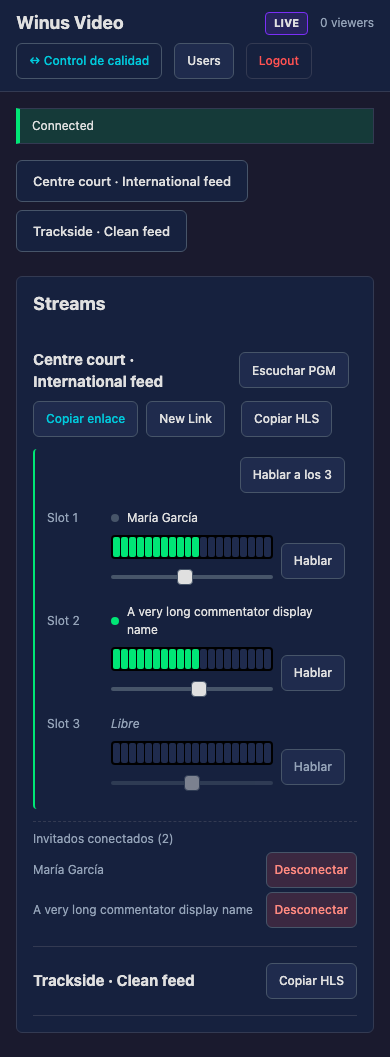 Winus Video
LIVE
0 viewers
↔ Control de calidad
Users
Logout
Connected
Centre court · International feed
Trackside · Clean feed
Streams
Centre court ·
International feed
Escuchar PGM
Copiar enlace
New Link
Copiar HLS
Hablar a los 3
Slot 1
María García
Hablar
Slot 2
A very long commentator display
name
Hablar
Slot 3
Libre
Hablar
Invitados conectados (2)
María García
Desconectar
A very long commentator display name
Desconectar
Trackside · Clean feed
Copiar HLS